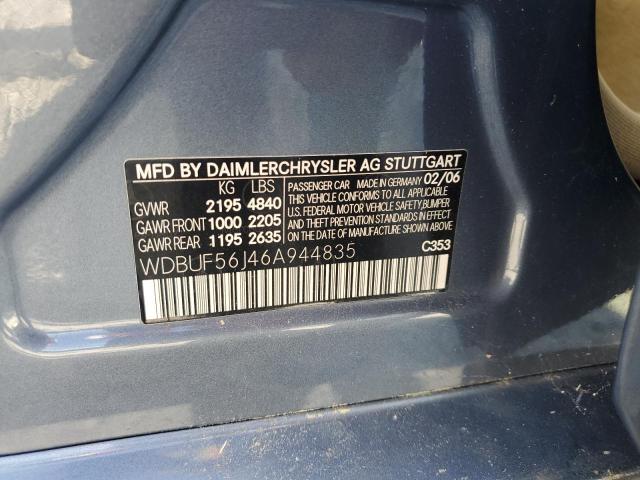 MFD BY DAIMLERCHRYSLER AG STUTTGART
KG LBS
GVWR 2195 4840
GAWR FRONT 1000 2205
GAWR REAR 1195 2635
PASSENGER CAR MADE IN GERMANY 02/06
THIS VEHICLE CONFORMS TO ALL APPLICABLE
U.S. FEDERAL MOTOR VEHICLE SAFETY,BUMPER,
AND THEFT PREVENTION STANDARDS IN EFFECT
ON THE DATE OF MANUFACTURE SHOWN ABOVE.
WDBUF56J46A944835
C353